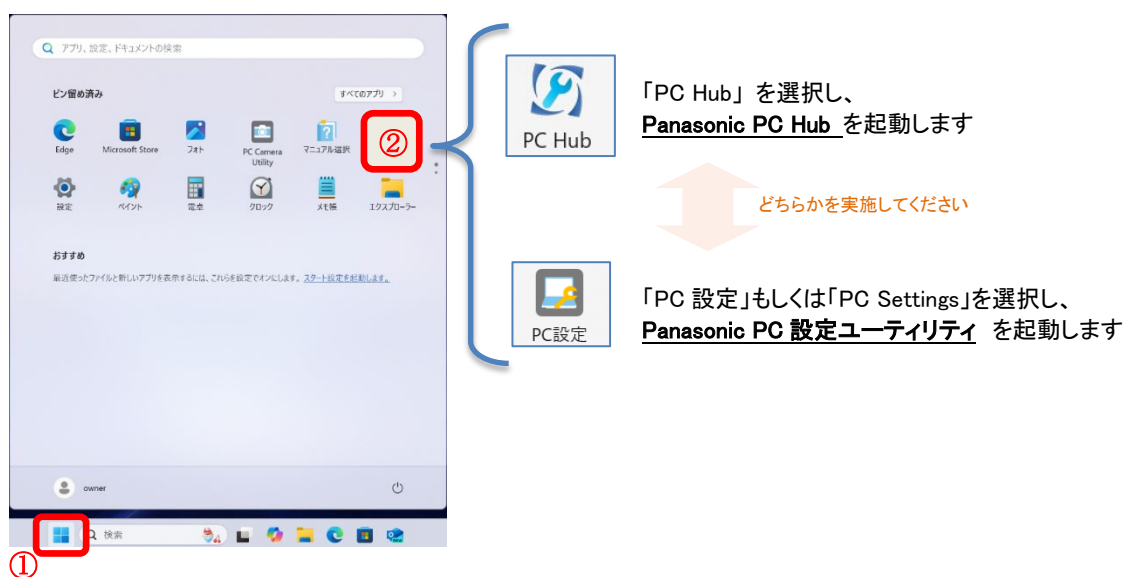 アプリ、設定、ドキュメントの検索
ピン留め済み
すべてのアプリ >
②
Edge
Microsoft Store
フォト
PC Camera
Utility
マニュアル選択
設定
ペイント
電卓
クロック
メモ帳
エクスプローラー
おすすめ
最近使ったファイルと新しいアプリを表示するには、これらを設定でオンにします。 スタート設定を起動します。
owner
検索
①
PC Hub
「PC Hub」 を選択し、
Panasonic PC Hub を起動します
どちらかを実施してください
PC設定
「PC 設定」もしくは「PC Settings」を選択し、
Panasonic PC 設定ユーティリティ を起動します